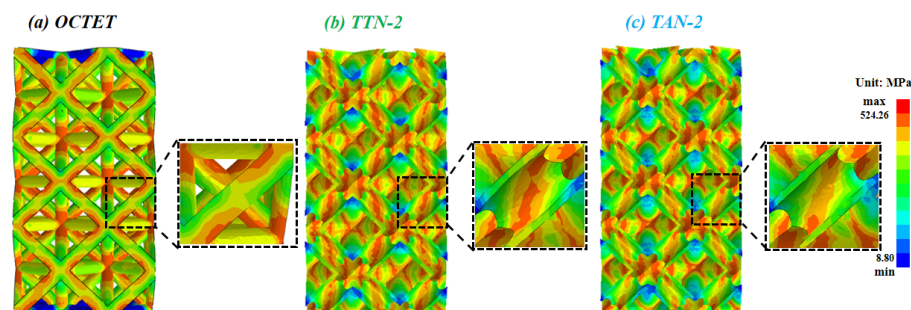 (a) OCTET
(b) TTN-2
(c) TAN-2
Unit: MPa
max
524.26
8.80
min